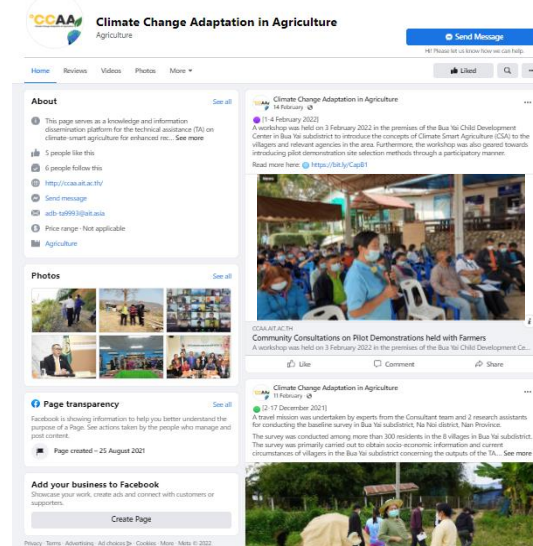 CCAA
Climate Change Adaptation in Agriculture
Agriculture
Send Message
Hi! Please let us know how we can help.
Home Reviews Videos Photos More
Liked
About See all
This page serves as a knowledge and information
dissemination platform for the technical assistance (TA) on
climate-smart agriculture for enhanced rec... See more
5 people like this
6 people follow this
http://ccaa.ait.ac.th/
Send message
adb-ta9993@ait.asia
Price range · Not applicable
Agriculture
Photos See all
Page transparency See all
Facebook is showing information to help you better understand the
purpose of a Page. See actions taken by the people who manage and
post content.
Page created – 25 August 2021
Add your business to Facebook
Showcase your work, create ads and connect with customers or
supporters.
Create Page
Privacy · Terms · Advertising · Ad choices · Cookies · More · Meta © 2022
Climate Change Adaptation in Agriculture
14 February
[1-4 February 2022]
A workshop was held on 3 February 2022 in the premises of the Bua Yai Child Development
Center in Bua Yai subdistrict to introduce the concepts of Climate Smart Agriculture (CSA) to the
villagers and relevant agencies in the area. Furthermore, the workshop was also geared towards
introducing pilot demonstration site selection methods through a participatory manner.
Read more here: https://bit.ly/CapB1
CCAA.AIT.AC.TH
Community Consultations on Pilot Demonstrations held with Farmers
A workshop was held on 3 February 2022 in the premises of the Bua Yai Child Development Ce...
Like Comment Share
Climate Change Adaptation in Agriculture
11 February
[2-17 December 2021]
A travel mission was undertaken by experts from the Consultant team and 2 research assistants
for conducting the baseline survey in Bua Yai subdistrict, Na Noi district, Nan Province.
The survey was conducted among more than 300 residents in the 8 villages in Bua Yai subdistrict.
The survey was primarily carried out to obtain socio-economic information and current
circumstances of villagers in the Bua Yai subdistrict concerning the outputs of the TA... See more